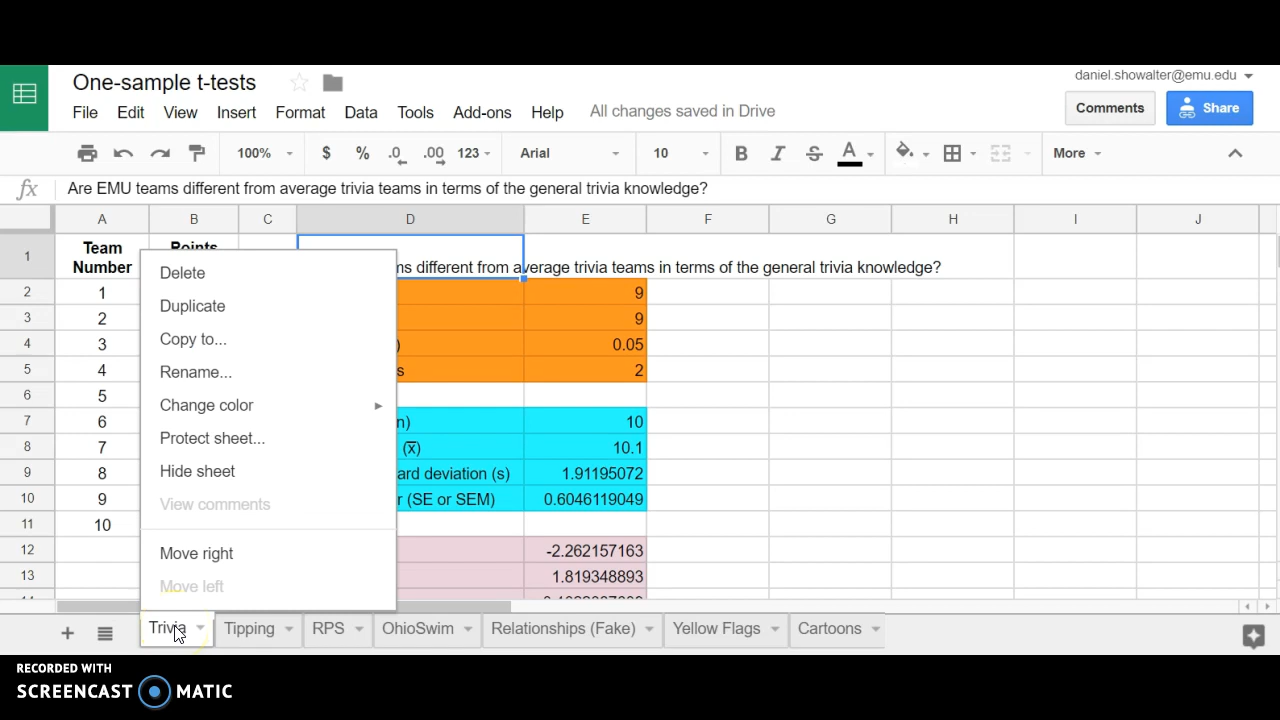 One-sample t-tests
daniel.showalter@emu.edu
File Edit View Insert Format Data Tools Add-ons Help All changes saved in Drive
Comments Share
100% $ % .0 .00 123 Arial 10 B I S A More
fx Are EMU teams different from average trivia teams in terms of the general trivia knowledge?
A B C D E F G H I J
1 Team Number Points ms different from average trivia teams in terms of the general trivia knowledge?
2 1 9
3 2 9
4 3 ) 0.05
5 4 s 2
6 5
7 6 n) 10
8 7 (x̅) 10.1
9 8 ard deviation (s) 1.91195072
10 9 r (SE or SEM) 0.6046119049
11 10
12 -2.262157163
13 1.819348893
Delete
Duplicate
Copy to...
Rename...
Change color
Protect sheet...
Hide sheet
View comments
Move right
Move left
Trivia Tipping RPS OhioSwim Relationships (Fake) Yellow Flags Cartoons
RECORDED WITH
SCREENCAST MATIC